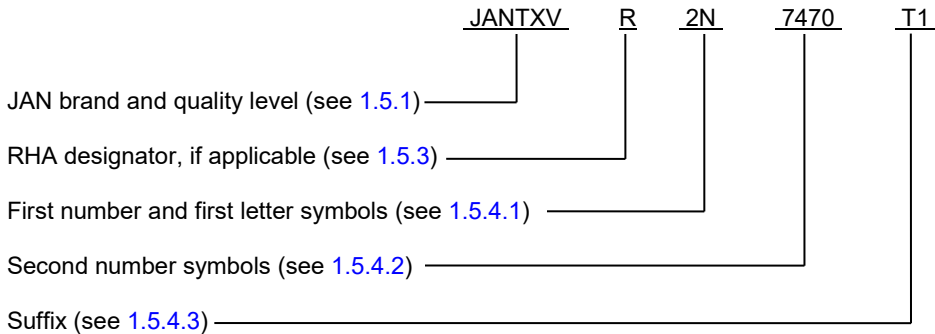 JANTXV R 2N 7470 T1
JAN brand and quality level (see 1.5.1)
RHA designator, if applicable (see 1.5.3)
First number and first letter symbols (see 1.5.4.1)
Second number symbols (see 1.5.4.2)
Suffix (see 1.5.4.3)